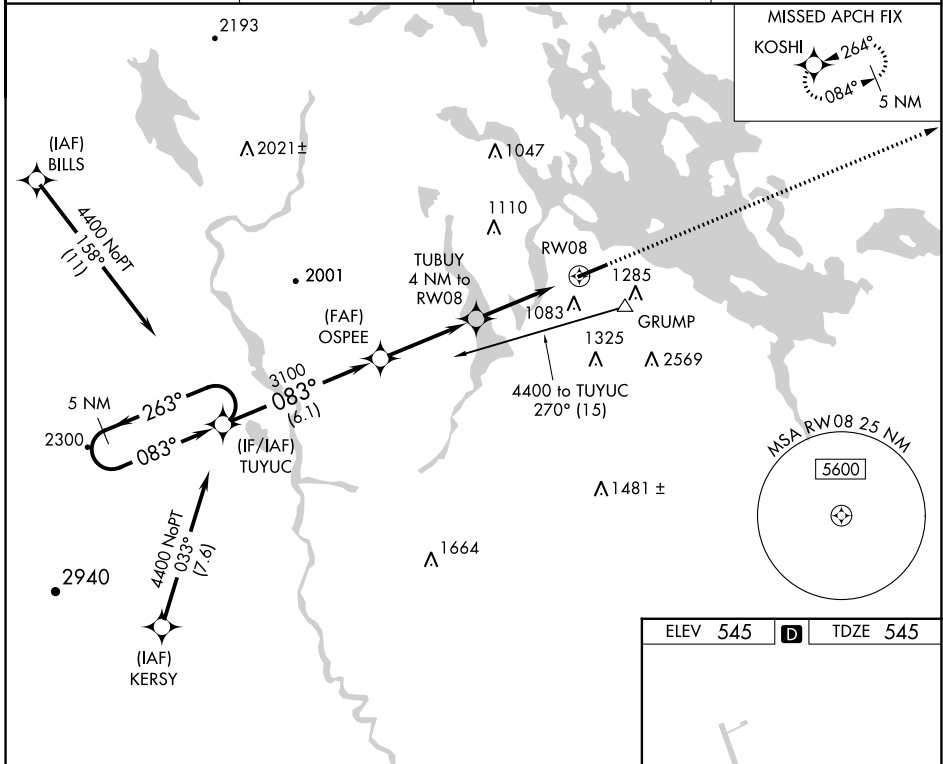 2193
MISSED APCH FIX
KOSHI
264°
084°
5 NM
(IAF)
BILLS
2021±
1047
4400 NoPT
158°
(11)
1110
2001
TUBUY
4 NM to
RW08
RW08
1285
1083
GRUMP
(FAF)
OSPEE
1325
2569
3100
083°
(6.1)
4400 to TUYUC
270° (15)
5 NM
263°
083°
2300
(IF/IAF)
TUYUC
MSA RW08 25 NM
5600
1481 ±
4400 NoPT
033°
(7.6)
1664
2940
(IAF)
KERSY
ELEV 545 D TDZE 545